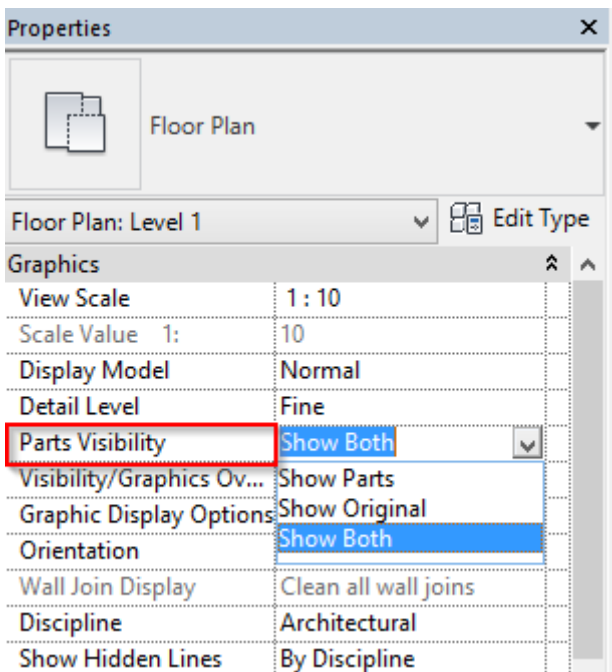 Properties
Floor Plan
Floor Plan: Level 1
Edit Type
Graphics
View Scale 1 : 10
Scale Value 1: 10
Display Model Normal
Detail Level Fine
Parts Visibility Show Both
Visibility/Graphics Ov... Show Parts
Graphic Display Options Show Original
Orientation Show Both
Wall Join Display Clean all wall joins
Discipline Architectural
Show Hidden Lines By Discipline